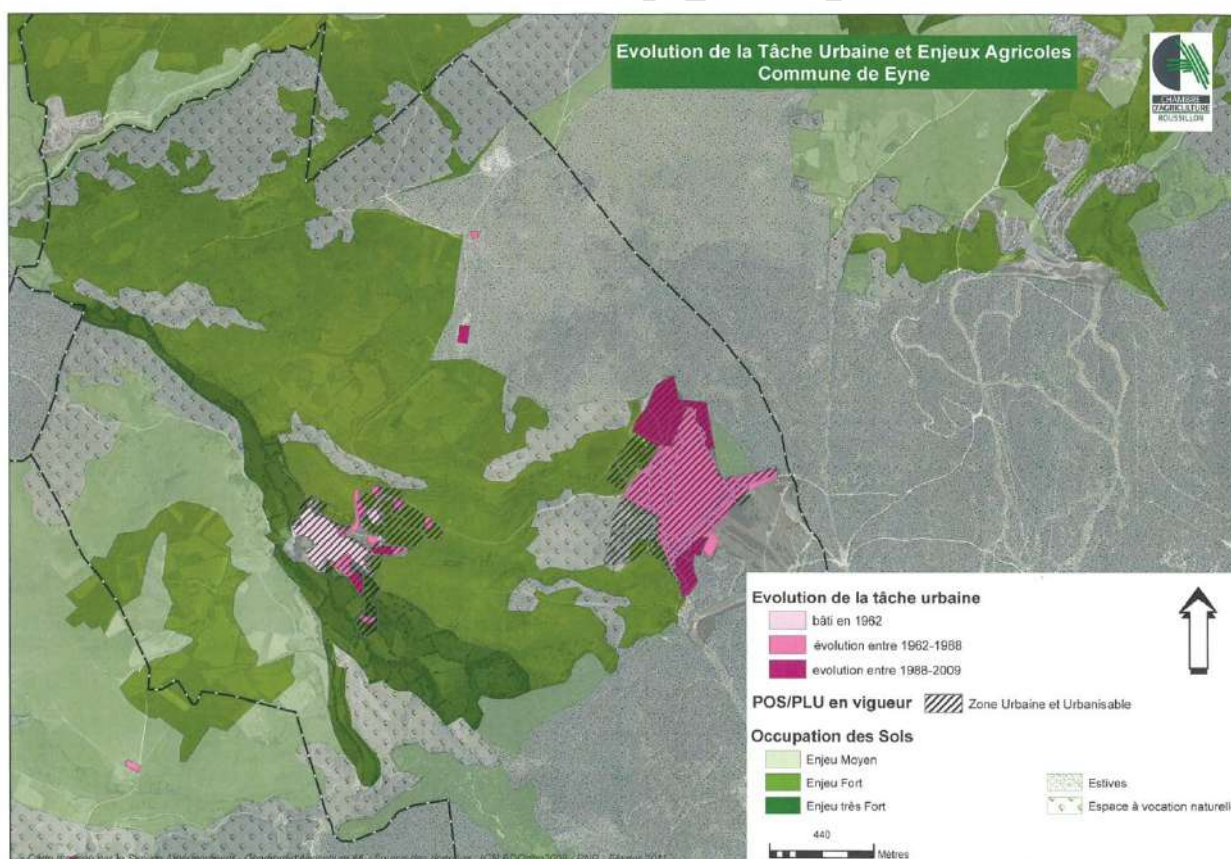 Evolution de la Tâche Urbaine et Enjeux Agricoles
Commune de Eyne
CHAMBRE
D'AGRICULTURE
ROUSSILLON
Evolution de la tâche urbaine
bâti en 1962
évolution entre 1962-1988
evolution entre 1988-2009
POS/PLU en vigueur
Zone Urbaine et Urbanisable
Occupation des Sols
Enjeu Moyen
Enjeu Fort
Enjeu très Fort
Estives
Espace à vocation naturelle
440
Mètres